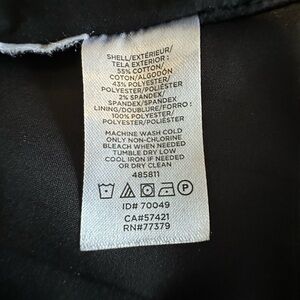 SHELL/EXTÉRIEUR/
TELA EXTERIOR :
55% COTTON/
COTON/ALGODÓN
43% POLYESTER/
POLYESTER/POLIÉSTER
2% SPANDEX/
SPANDEX/SPANDEX
LINING/DOUBLURE/FORRO :
100% POLYESTER/
POLYESTER/POLIÉSTER
MACHINE WASH COLD
ONLY NON-CHLORINE
BLEACH WHEN NEEDED
TUMBLE DRY LOW
COOL IRON IF NEEDED
OR DRY CLEAN
485811
P
ID# 70049
CA#57421
RN#77379